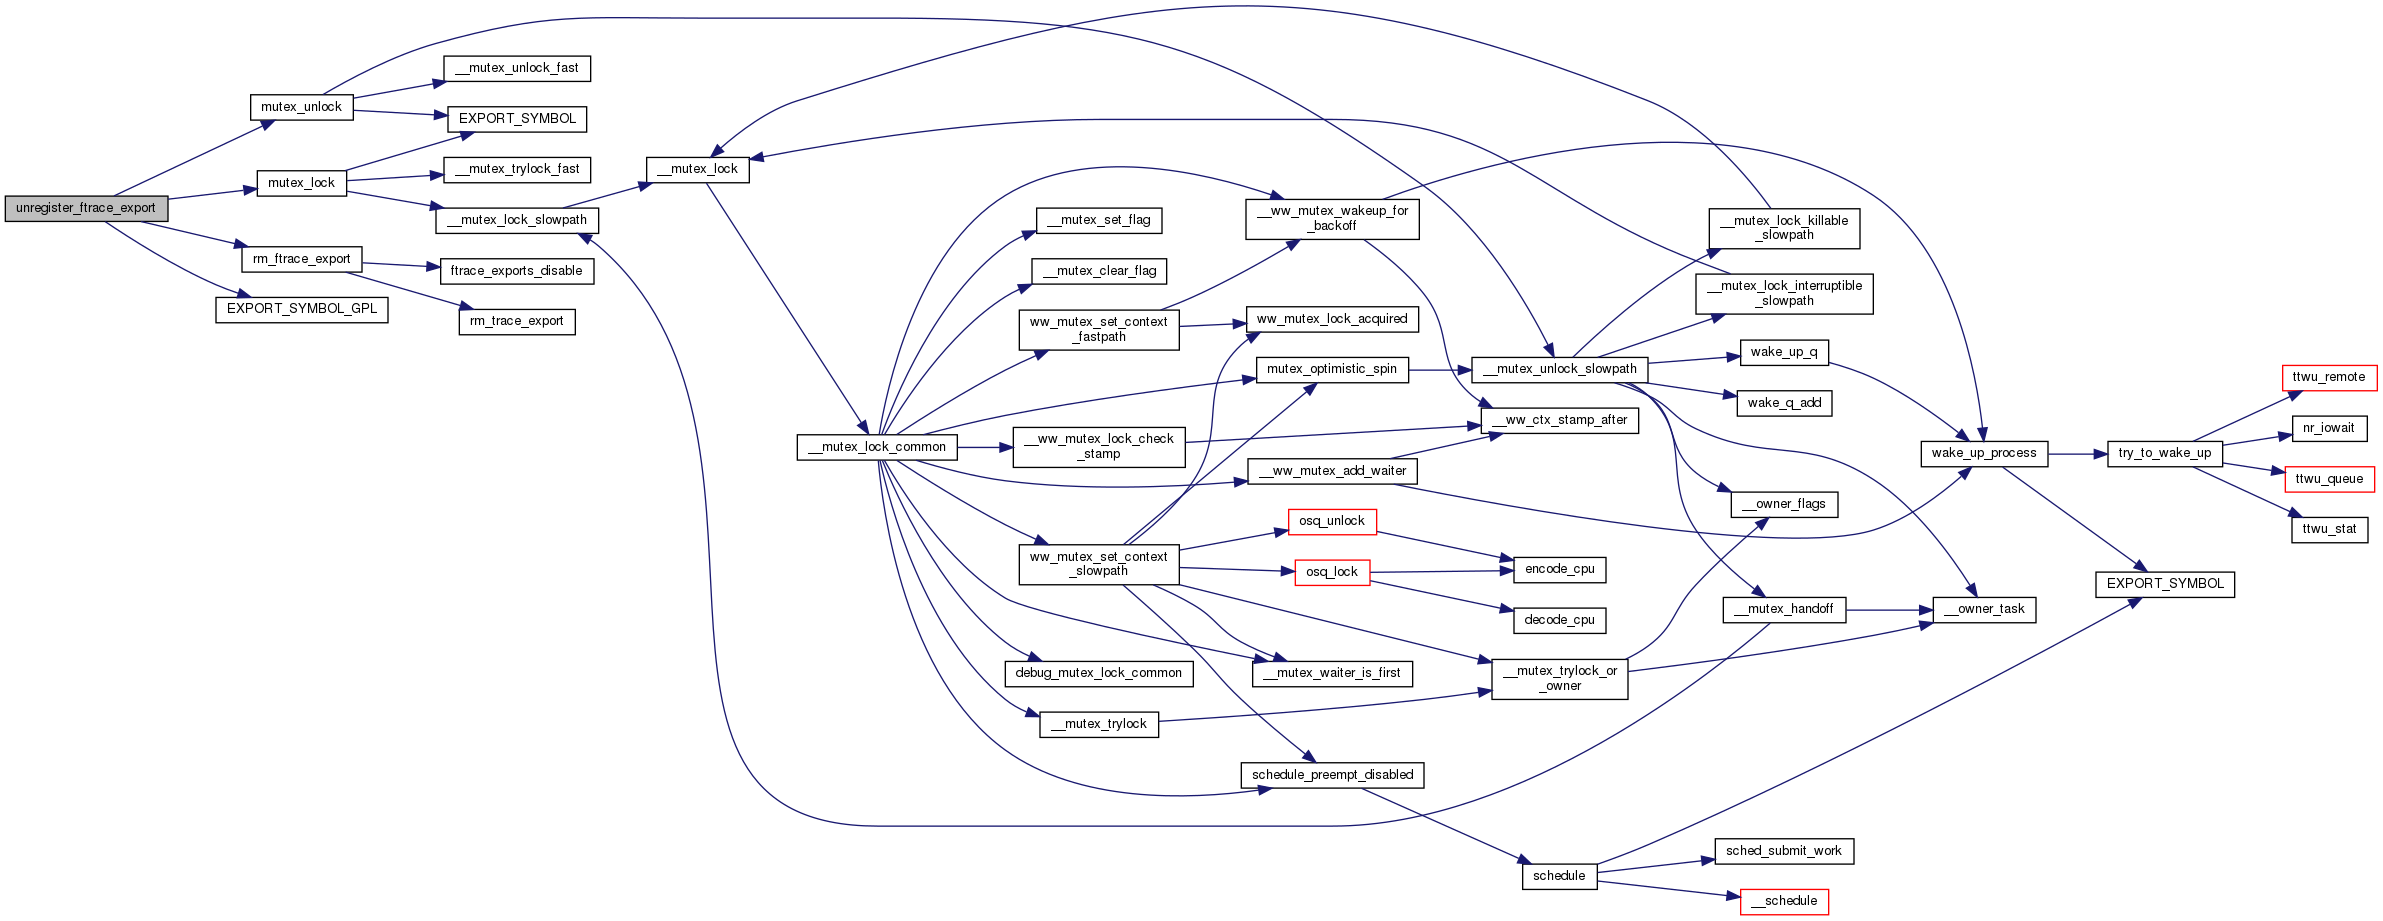 unregister_ftrace_export
mutex_unlock
mutex_lock
rm_ftrace_export
EXPORT_SYMBOL_GPL
__mutex_unlock_fast
EXPORT_SYMBOL
__mutex_trylock_fast
__mutex_lock_slowpath
ftrace_exports_disable
rm_trace_export
__mutex_lock
__mutex_lock_common
__mutex_set_flag
__mutex_clear_flag
ww_mutex_set_context
_fastpath
__ww_mutex_lock_check
_stamp
ww_mutex_set_context
_slowpath
debug_mutex_lock_common
__mutex_trylock
__ww_mutex_wakeup_for
_backoff
ww_mutex_lock_acquired
mutex_optimistic_spin
__ww_mutex_add_waiter
osq_unlock
osq_lock
__mutex_waiter_is_first
schedule_preempt_disabled
__mutex_unlock_slowpath
__ww_ctx_stamp_after
encode_cpu
decode_cpu
__mutex_trylock_or
_owner
schedule
__mutex_lock_killable
_slowpath
__mutex_lock_interruptible
_slowpath
wake_up_q
wake_q_add
__owner_flags
__mutex_handoff
sched_submit_work
__schedule
wake_up_process
__owner_task
try_to_wake_up
EXPORT_SYMBOL
ttwu_remote
nr_iowait
ttwu_queue
ttwu_stat